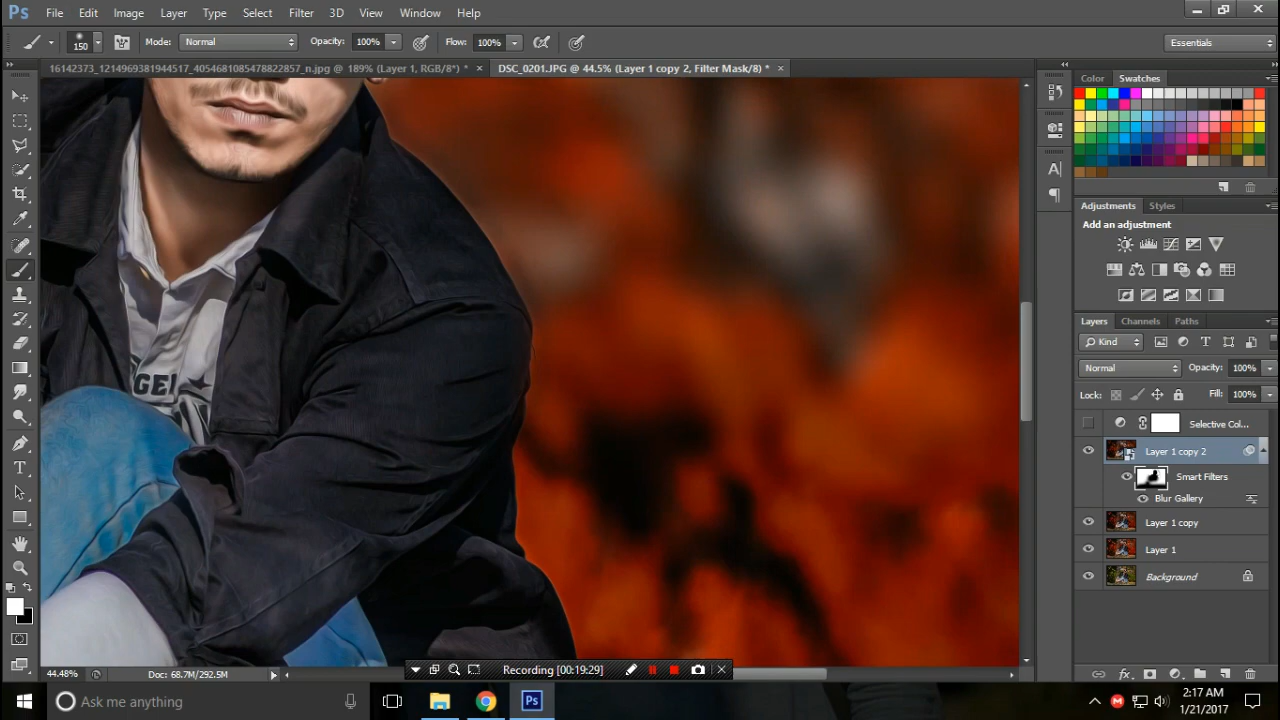 Ps File Edit Image Layer Type Select Filter 3D View Window Help
150 Mode: Normal Opacity: 100% Flow: 100% Essentials
16142373_1214969381944517_4054681085478822857_n.jpg @ 189% (Layer 1, RGB/8*) * × DSC_0201.JPG @ 44.5% (Layer 1 copy 2, Filter Mask/8) * ×
Color Swatches
Adjustments Styles
Add an adjustment
Layers Channels Paths
Kind
Normal Opacity: 100%
Lock: Fill: 100%
Selective Col...
Layer 1 copy 2
Smart Filters
Blur Gallery
Layer 1 copy
Layer 1
Background
GEL
44.48% Doc: 68.7M/292.5M
Recording [00:19:29]
Ask me anything
Ps
2:17 AM
1/21/2017